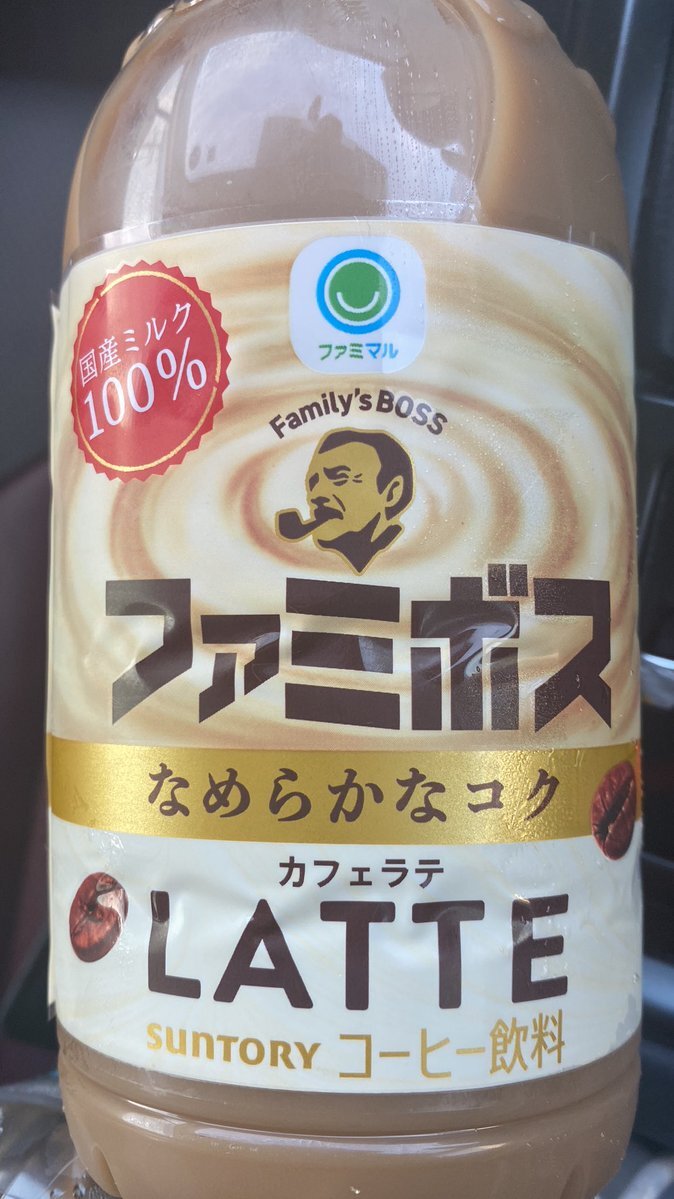 ファミマル
国産ミルク
100%
Family'sBOSS
ファミボス
なめらかなコク
カフェラテ
LATTE
SUNTORY コーヒー飲料